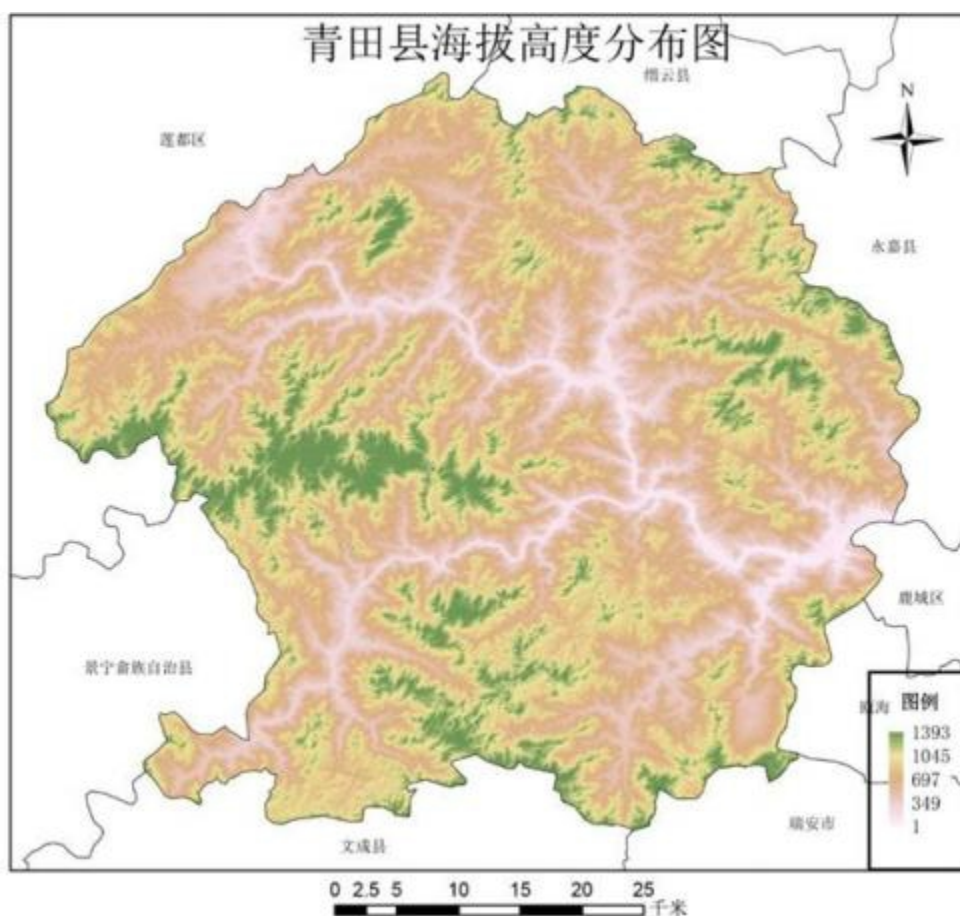 青田县海拔高度分布图
缙云县
N
莲都区
永嘉县
鹿城区
景宁畲族自治县
瓯海
图例
1393
1045
697
349
1
瑞安市
文成县
0 2.5 5 10 15 20 25
千米